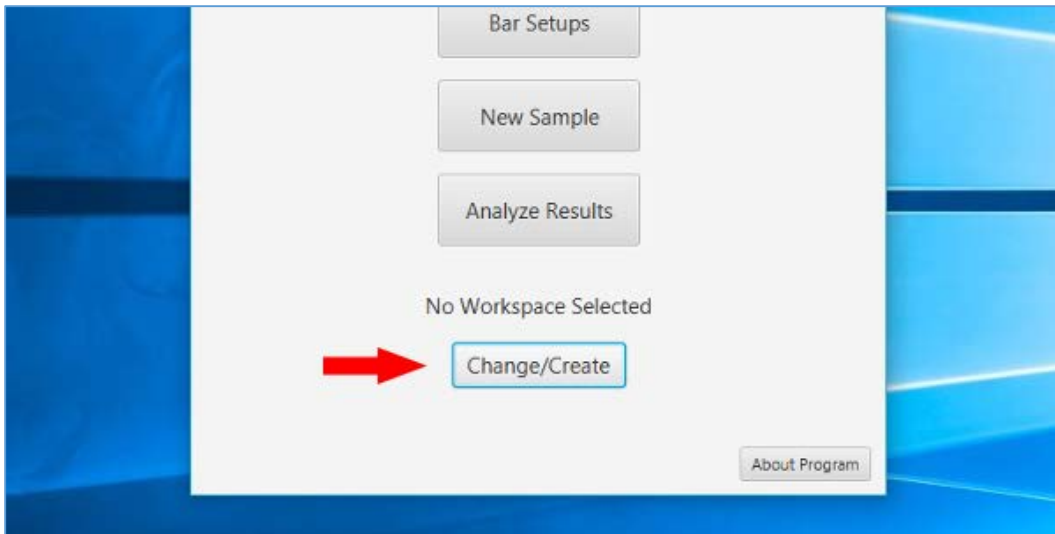 Bar Setups
New Sample
Analyze Results
No Workspace Selected
Change/Create
About Program